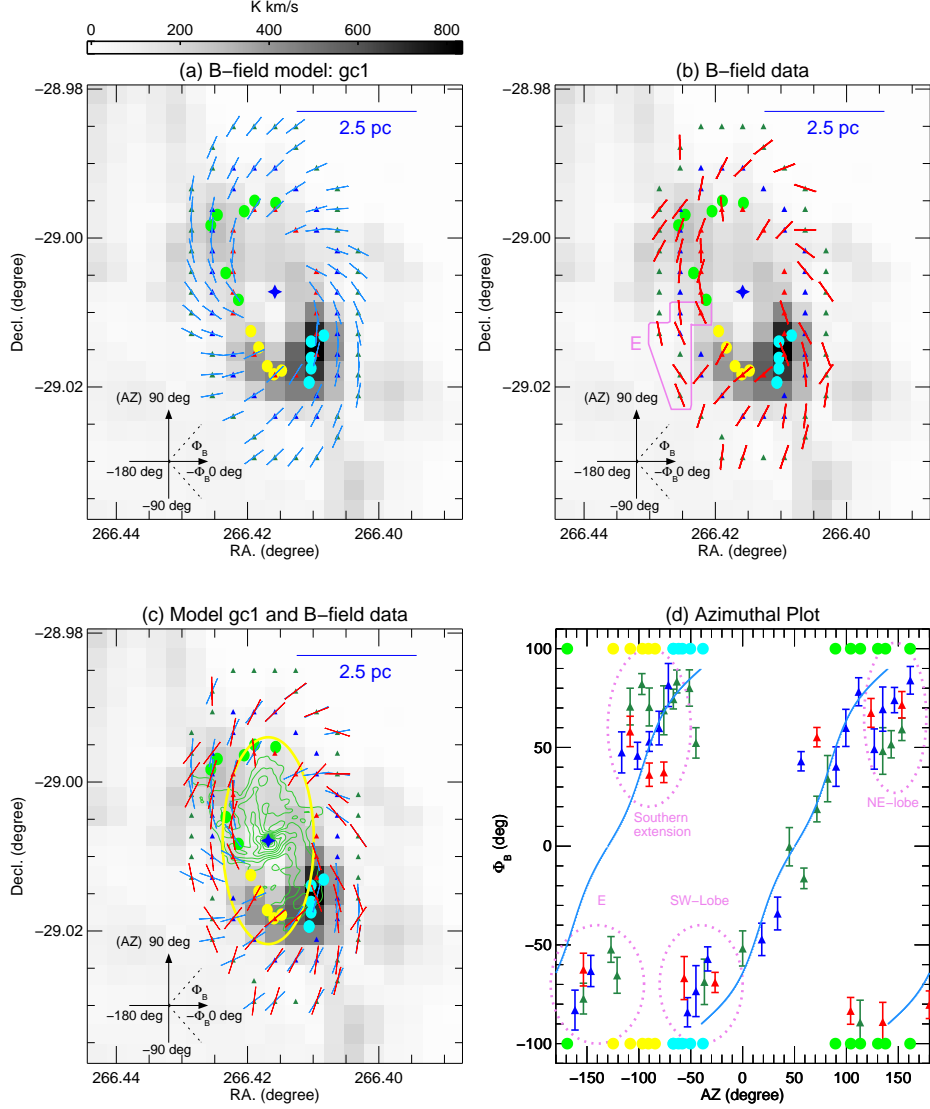 K km/s
0 200 400 600 800
(a) B-field model: gc1
2.5 pc
-28.98
-29.00
-29.02
Decl. (degree)
(AZ) 90 deg
Φ_B
-180 deg
-Φ_B 0 deg
-90 deg
266.44 266.42 266.40
RA. (degree)
(b) B-field data
2.5 pc
-28.98
-29.00
-29.02
Decl. (degree)
E
(AZ) 90 deg
Φ_B
-180 deg
-Φ_B 0 deg
-90 deg
266.44 266.42 266.40
RA. (degree)
(c) Model gc1 and B-field data
2.5 pc
-28.98
-29.00
-29.02
Decl. (degree)
(AZ) 90 deg
Φ_B
-180 deg
-Φ_B 0 deg
-90 deg
266.44 266.42 266.40
RA. (degree)
(d) Azimuthal Plot
100
50
0
-50
-100
Φ_B (deg)
Southern
extension
NE-lobe
E
SW-Lobe
-150 -100 -50 0 50 100 150
AZ (degree)